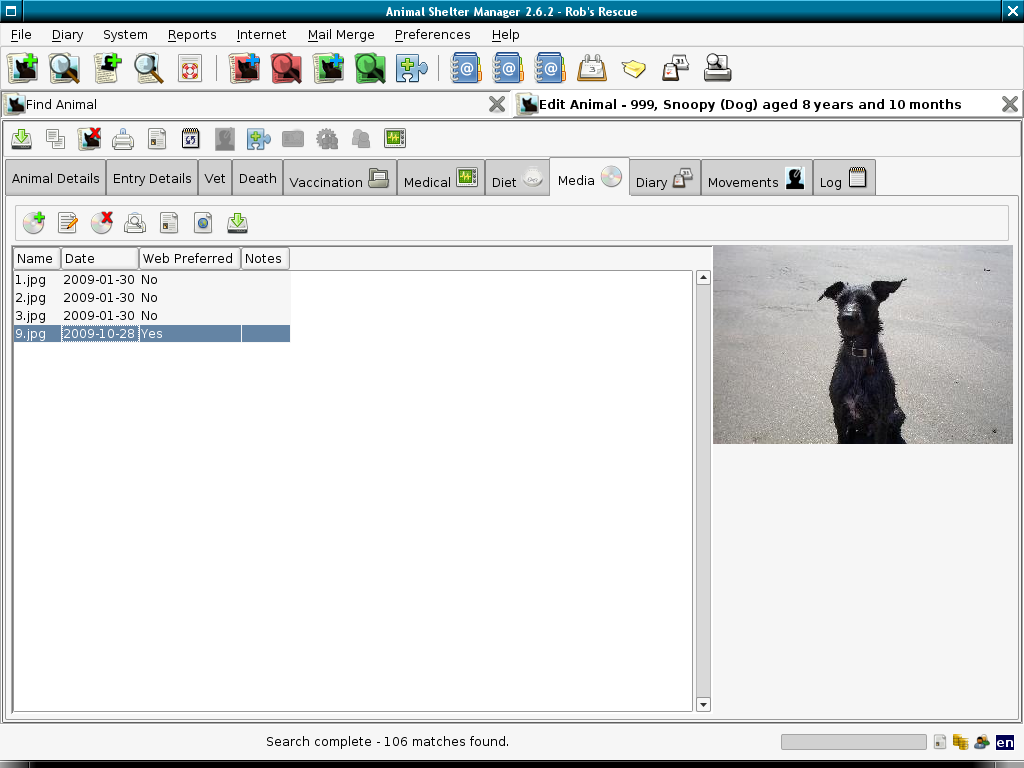 Animal Shelter Manager 2.6.2 - Rob's Rescue
File Diary System Reports Internet Mail Merge Preferences Help
Find Animal
Edit Animal - 999, Snoopy (Dog) aged 8 years and 10 months
Animal Details Entry Details Vet Death Vaccination Medical Diet Media Diary Movements Log
Name Date Web Preferred Notes
1.jpg 2009-01-30 No
2.jpg 2009-01-30 No
3.jpg 2009-01-30 No
9.jpg 2009-10-28 Yes
Search complete - 106 matches found.
en